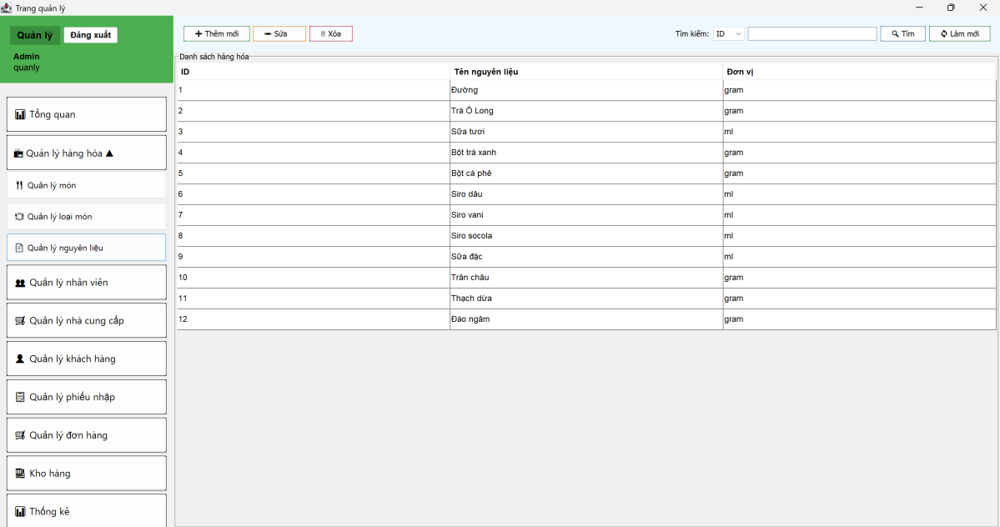 Trang quản lý
Quản lý Đăng xuất
Admin
quanly
Tổng quan
Quản lý hàng hóa ▲
Quản lý món
Quản lý loại món
Quản lý nguyên liệu
Quản lý nhân viên
Quản lý nhà cung cấp
Quản lý khách hàng
Quản lý phiếu nhập
Quản lý đơn hàng
Kho hàng
Thống kê
Thêm mới Sửa Xóa Tìm kiếm: ID Tìm Làm mới
Danh sách hàng hóa
ID Tên nguyên liệu Đơn vị
1 Đường gram
2 Trà Ô Long gram
3 Sữa tươi ml
4 Bột trà xanh gram
5 Bột cà phê gram
6 Siro dâu ml
7 Siro vani ml
8 Siro socola ml
9 Sữa đặc ml
10 Trân châu gram
11 Thạch dừa gram
12 Đào ngâm gram